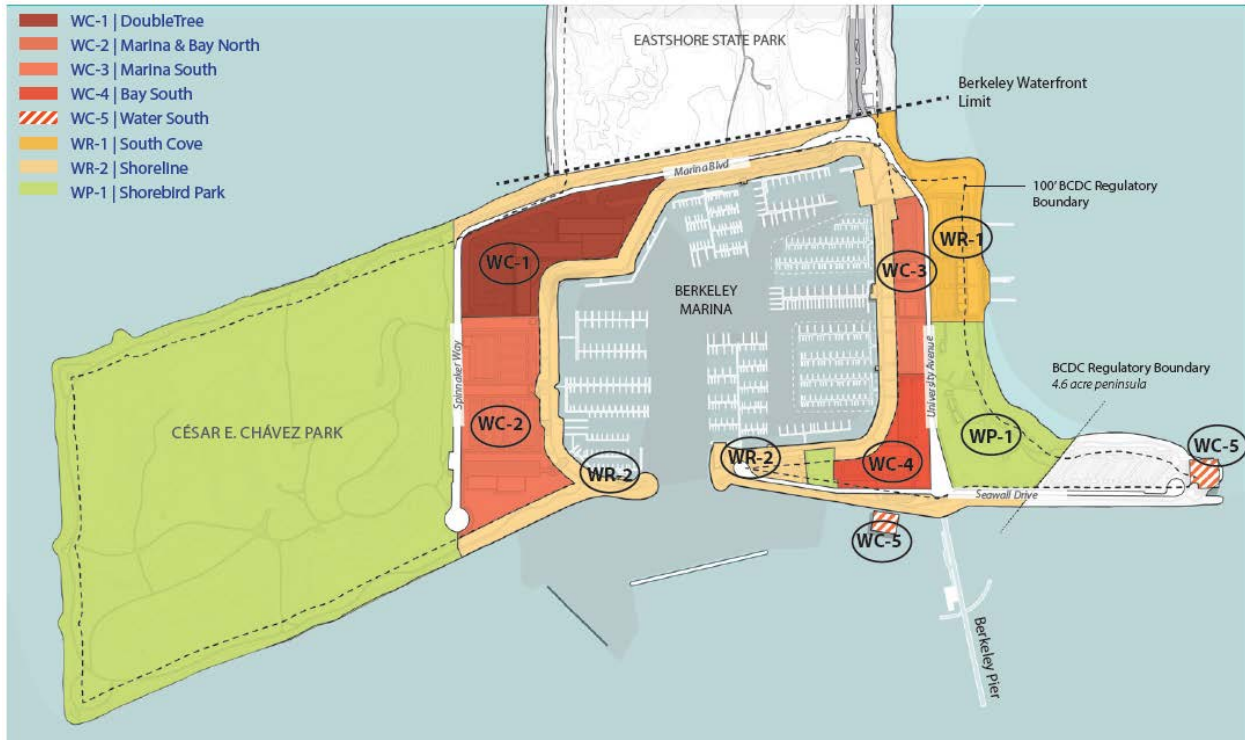 WC-1 | DoubleTree
WC-2 | Marina & Bay North
WC-3 | Marina South
WC-4 | Bay South
WC-5 | Water South
WR-1 | South Cove
WR-2 | Shoreline
WP-1 | Shorebird Park
EASTSHORE STATE PARK
Berkeley Waterfront
Limit
Marina Blvd
100' BCDC Regulatory
Boundary
WC-1
WR-1
WC-3
BERKELEY
MARINA
Spinnaker Way
University Avenue
BCDC Regulatory Boundary
4.6 acre peninsula
CÉSAR E. CHÁVEZ PARK
WC-2
WP-1
WC-5
WR-2
WR-2
WC-4
Seawall Drive
WC-5
Berkeley Pier